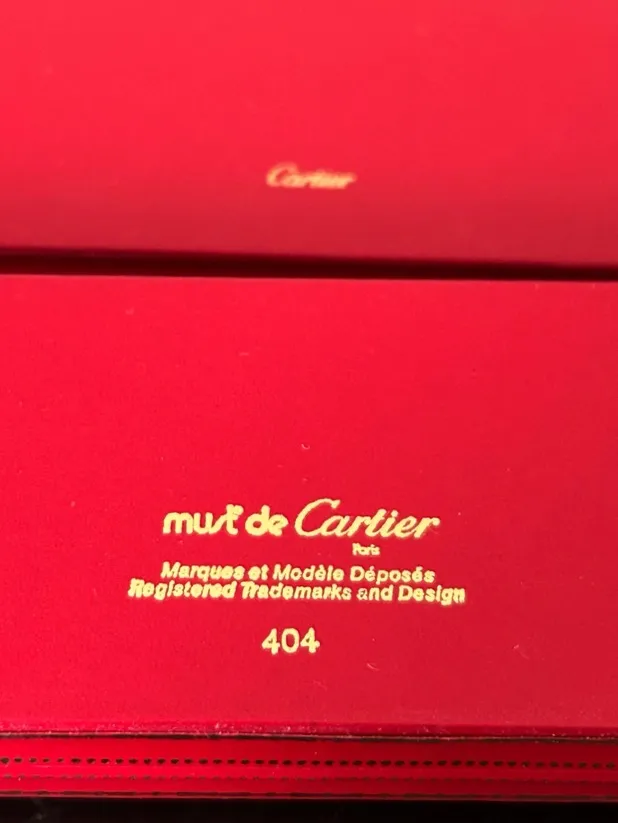 Cartier
must de Cartier
Paris
Marques et Modèle Déposés
Registered Trademarks and Design
404